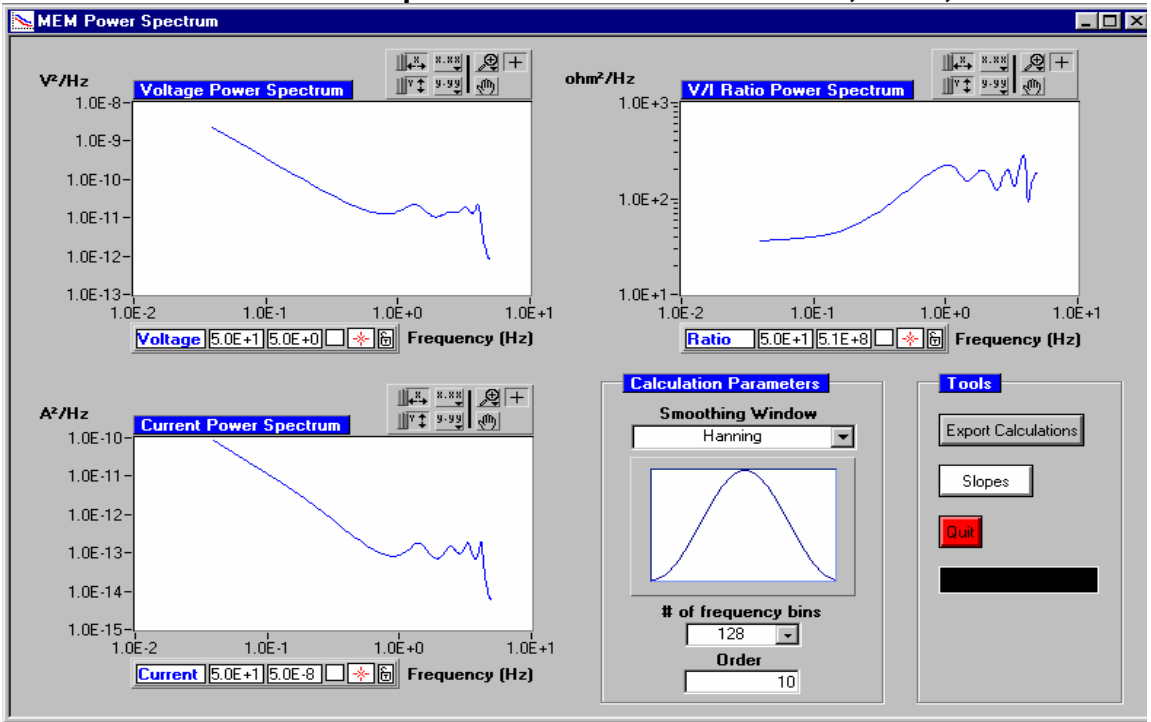 MEM Power Spectrum
V²/Hz
Voltage Power Spectrum
1.0E-8
1.0E-9
1.0E-10
1.0E-11
1.0E-12
1.0E-13
1.0E-2 1.0E-1 1.0E+0 1.0E+1
Voltage 5.0E+1 5.0E+0 Frequency (Hz)
ohm²/Hz
V/I Ratio Power Spectrum
1.0E+3
1.0E+2
1.0E+1
1.0E-2 1.0E-1 1.0E+0 1.0E+1
Ratio 5.0E+1 5.1E+8 Frequency (Hz)
A²/Hz
Current Power Spectrum
1.0E-10
1.0E-11
1.0E-12
1.0E-13
1.0E-14
1.0E-15
1.0E-2 1.0E-1 1.0E+0 1.0E+1
Current 5.0E+1 5.0E-8 Frequency (Hz)
Calculation Parameters
Smoothing Window
Hanning
# of frequency bins
128
Order
10
Tools
Export Calculations
Slopes
Quit